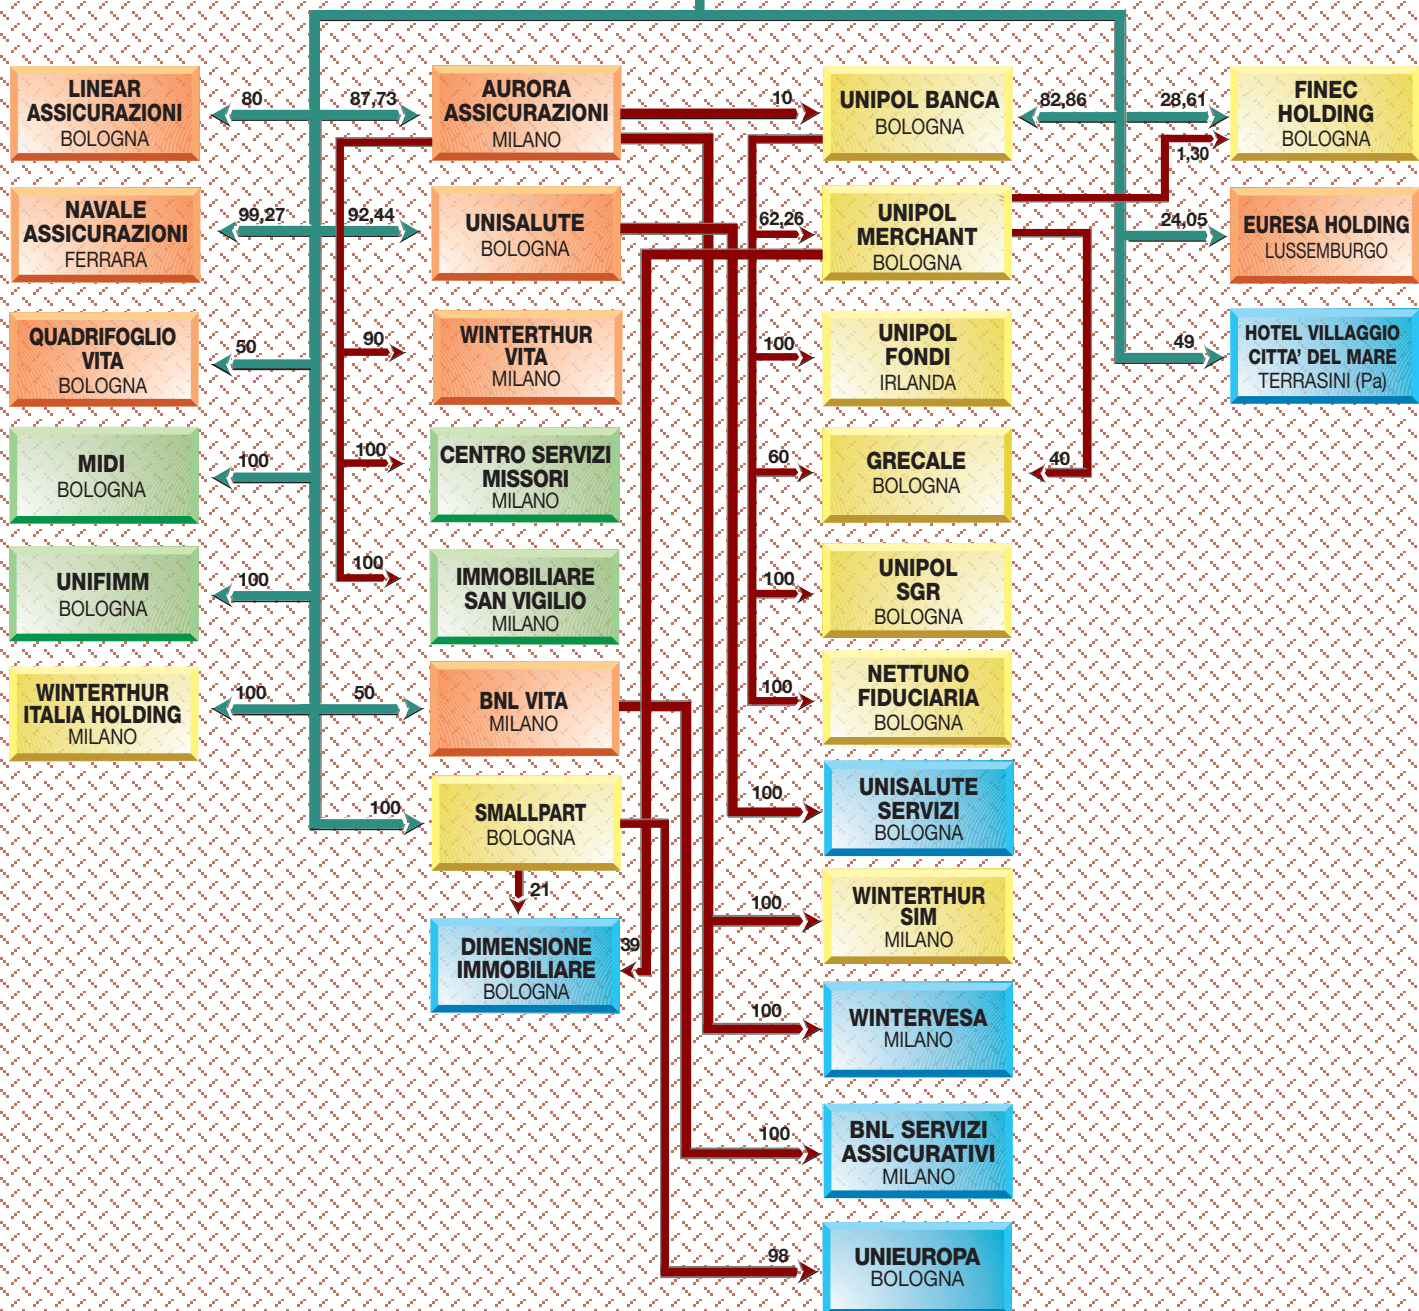 LINEAR
ASSICURAZIONI
BOLOGNA
80
87,73
AURORA
ASSICURAZIONI
MILANO
10
UNIPOL BANCA
BOLOGNA
82,86
28,61
FINEC
HOLDING
BOLOGNA
1,30
NAVALE
ASSICURAZIONI
FERRARA
99,27
92,44
UNISALUTE
BOLOGNA
62,26
UNIPOL
MERCHANT
BOLOGNA
24,05
EURESA HOLDING
LUSSEMBURGO
QUADRIFOGLIO
VITA
BOLOGNA
50
90
WINTERTHUR
VITA
MILANO
100
UNIPOL
FONDI
IRLANDA
49
HOTEL VILLAGGIO
CITTA' DEL MARE
TERRASINI (Pa)
MIDI
BOLOGNA
100
100
CENTRO SERVIZI
MISSORI
MILANO
60
GRECALE
BOLOGNA
40
UNIFIMM
BOLOGNA
100
100
IMMOBILIARE
SAN VIGILIO
MILANO
100
UNIPOL
SGR
BOLOGNA
WINTERTHUR
ITALIA HOLDING
MILANO
100
50
BNL VITA
MILANO
100
NETTUNO
FIDUCIARIA
BOLOGNA
100
SMALLPART
BOLOGNA
100
UNISALUTE
SERVIZI
BOLOGNA
21
DIMENSIONE
IMMOBILIARE
BOLOGNA
39
100
WINTERTHUR
SIM
MILANO
100
WINTERVESA
MILANO
100
BNL SERVIZI
ASSICURATIVI
MILANO
98
UNIEUROPA
BOLOGNA